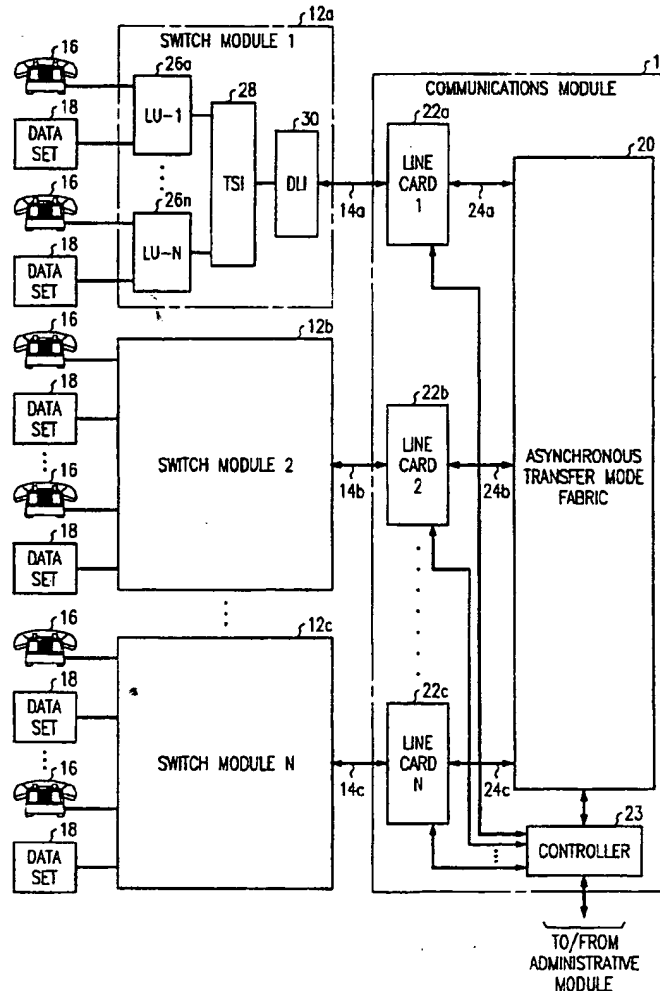 12a
SWITCH MODULE 1
16
18
DATA
SET
16
18
DATA
SET
26a
LU-1
28
TSI
30
DLI
26n
LU-N
14a
COMMUNICATIONS MODULE
22a
LINE
CARD
1
24a
20
ASYNCHRONOUS
TRANSFER MODE
FABRIC
12b
16
18
DATA
SET
16
18
DATA
SET
SWITCH MODULE 2
14b
22b
LINE
CARD
2
24b
12c
16
18
DATA
SET
16
18
DATA
SET
SWITCH MODULE N
14c
22c
LINE
CARD
N
24c
23
CONTROLLER
TO/FROM
ADMINISTRATIVE
MODULE